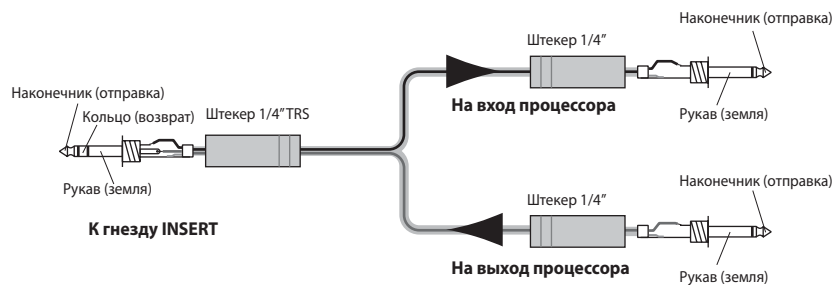 Наконечник (отправка)
Штекер 1/4"
На вход процессора
Рукав (земля)
Наконечник (отправка)
Кольцо (возврат)
Штекер 1/4" TRS
Рукав (земля)
К гнезду INSERT
Наконечник (отправка)
Штекер 1/4"
На выход процессора
Рукав (земля)